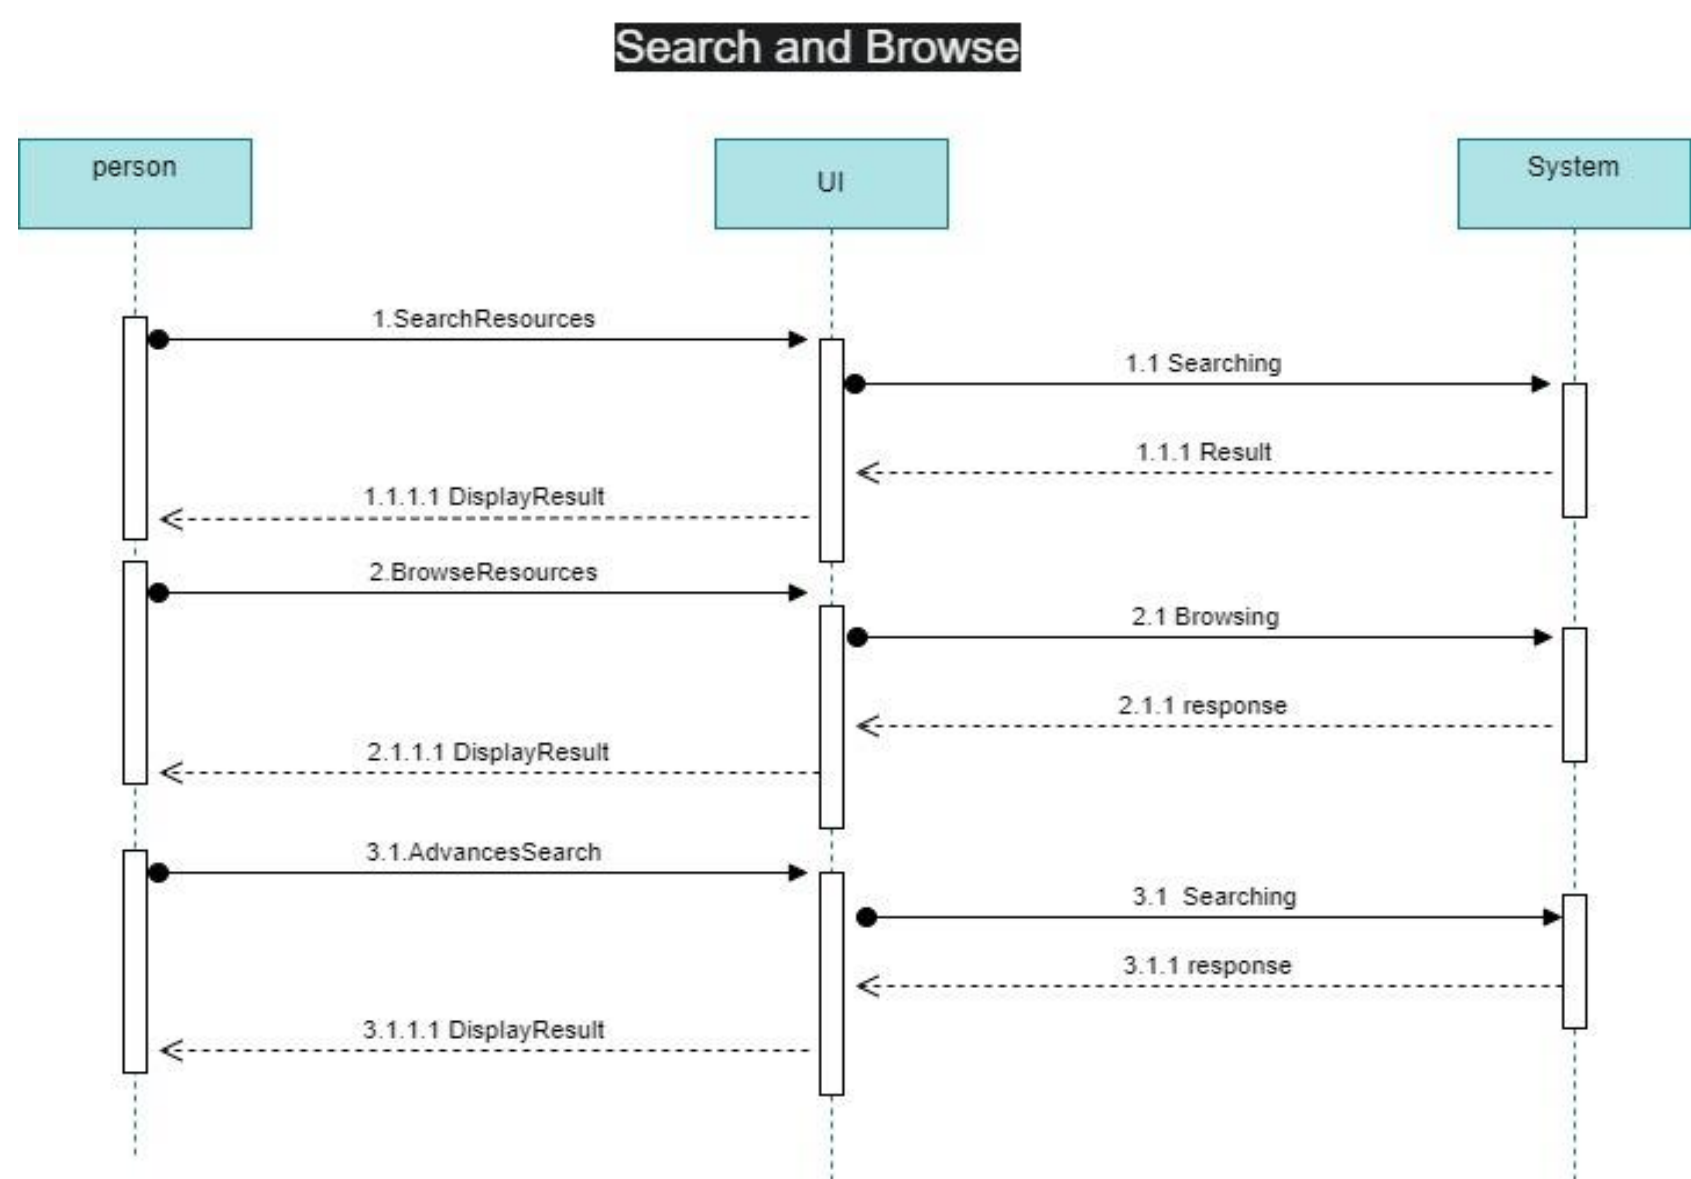 Search and Browse
person
UI
System
1.SearchResources
1.1 Searching
1.1.1 Result
1.1.1.1 DisplayResult
2.BrowseResources
2.1 Browsing
2.1.1 response
2.1.1.1 DisplayResult
3.1.AdvancesSearch
3.1  Searching
3.1.1 response
3.1.1.1 DisplayResult